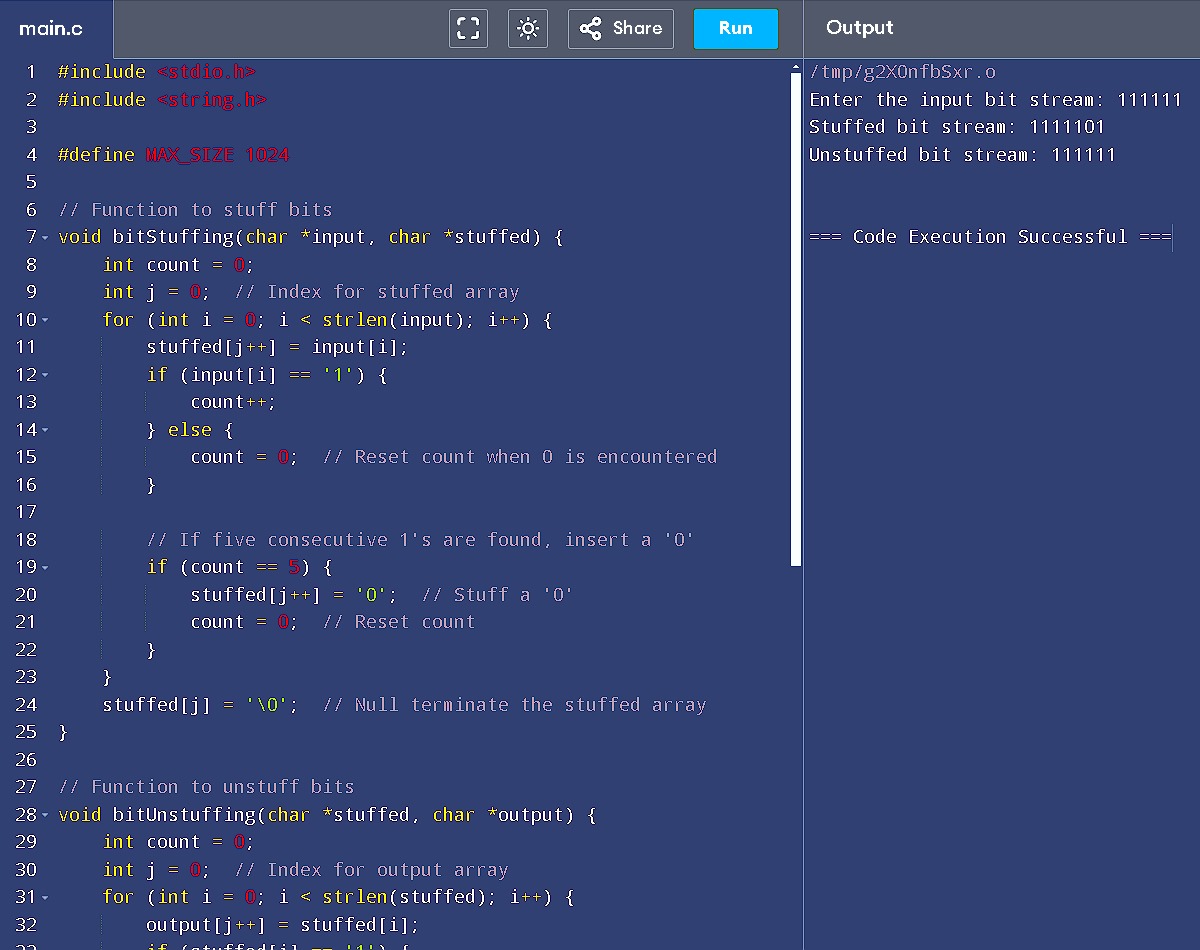 main.c
Share
Run
Output
1 #include <stdio.h>
2 #include <string.h>
3
4 #define MAX_SIZE 1024
5
6 // Function to stuff bits
7 void bitStuffing(char *input, char *stuffed) {
8 int count = 0;
9 int j = 0; // Index for stuffed array
10 for (int i = 0; i < strlen(input); i++) {
11 stuffed[j++] = input[i];
12 if (input[i] == '1') {
13 count++;
14 } else {
15 count = 0; // Reset count when 0 is encountered
16 }
17
18 // If five consecutive 1's are found, insert a '0'
19 if (count == 5) {
20 stuffed[j++] = '0'; // Stuff a '0'
21 count = 0; // Reset count
22 }
23 }
24 stuffed[j] = '\0'; // Null terminate the stuffed array
25 }
26
27 // Function to unstuff bits
28 void bitUnstuffing(char *stuffed, char *output) {
29 int count = 0;
30 int j = 0; // Index for output array
31 for (int i = 0; i < strlen(stuffed); i++) {
32 output[j++] = stuffed[i];
/tmp/g2XOnfbSxr.o
Enter the input bit stream: 111111
Stuffed bit stream: 1111101
Unstuffed bit stream: 111111
=== Code Execution Successful ===